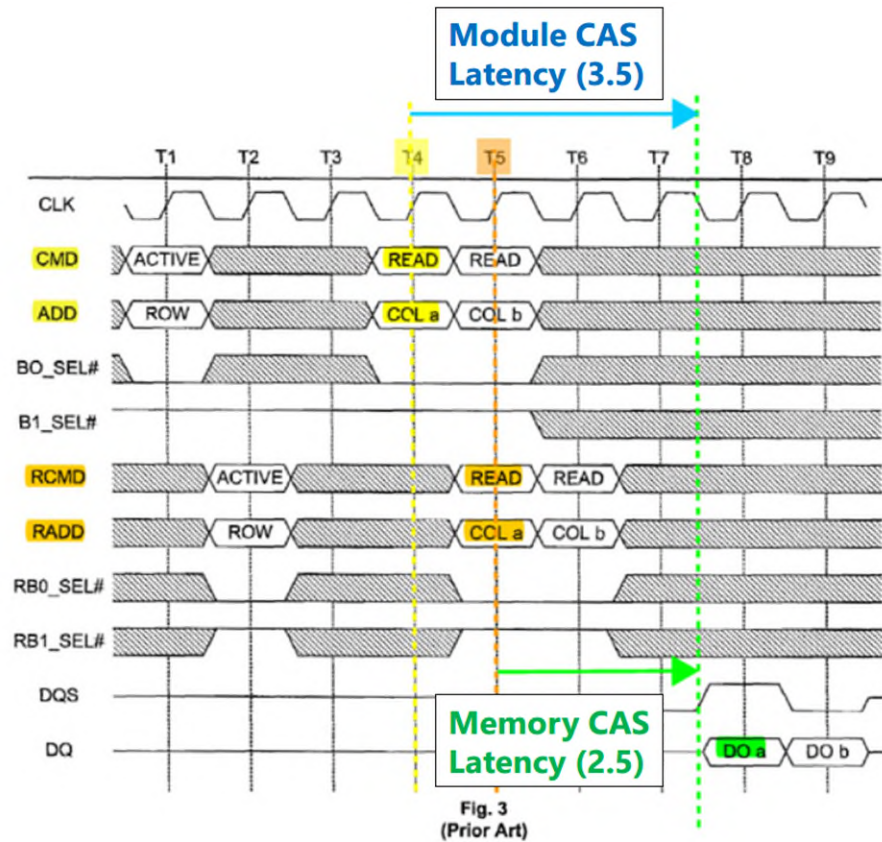 Module CAS
Latency (3.5)
T1 T2 T3 T4 T5 T6 T7 T8 T9
CLK
CMD ACTIVE READ READ
ADD ROW COL a COL b
BO_SEL#
B1_SEL#
RCMD ACTIVE READ READ
RADD ROW CCL a COL b
RB0_SEL#
RB1_SEL#
DQS
Memory CAS
Latency (2.5)
DQ DO a DO b
Fig. 3
(Prior Art)